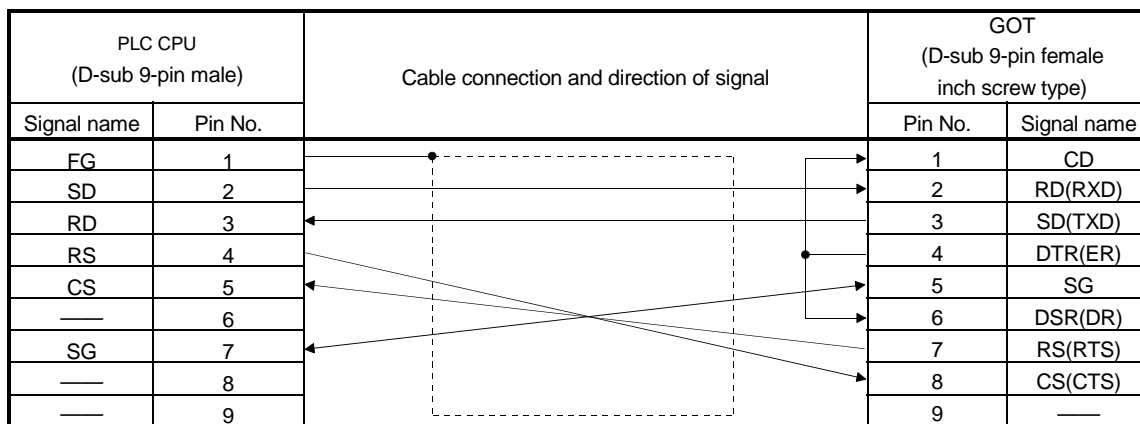 PLC CPU
(D-sub 9-pin male)
Cable connection and direction of signal
GOT
(D-sub 9-pin female
inch screw type)
Signal name Pin No. Pin No. Signal name
FG 1 1 CD
SD 2 2 RD(RXD)
RD 3 3 SD(TXD)
RS 4 4 DTR(ER)
CS 5 5 SG
—— 6 6 DSR(DR)
SG 7 7 RS(RTS)
—— 8 8 CS(CTS)
—— 9 9 ——